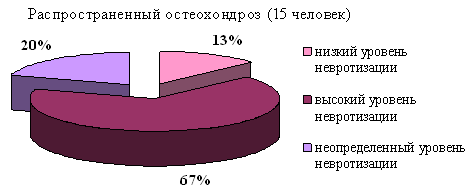 Распространенный остеохондроз (15 человек)
20%
13%
67%
низкий уровень
невротизации
высокий уровень
невротизации
неопределенный уровень
невротизации